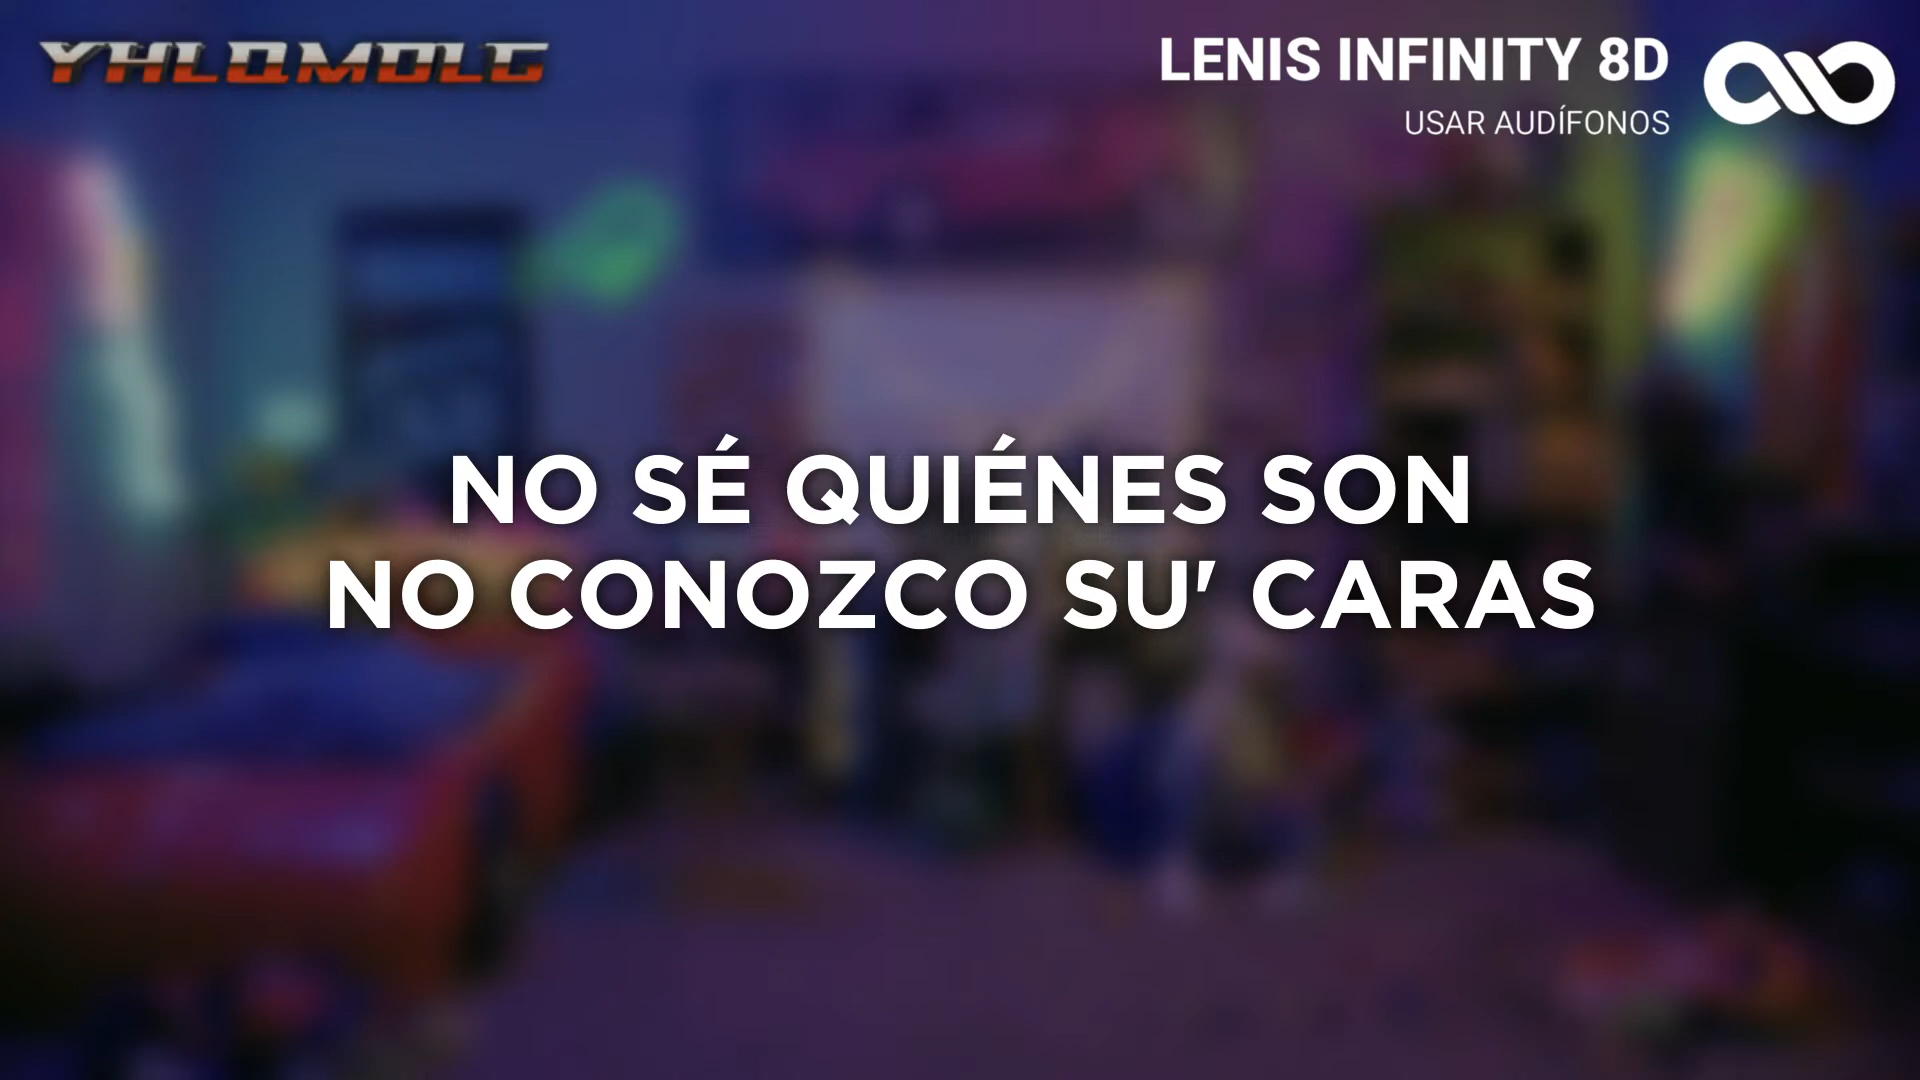 YHLQMDLG
LENIS INFINITY 8D
USAR AUDÍFONOS
NO SÉ QUIÉNES SON
NO CONOZCO SU' CARAS